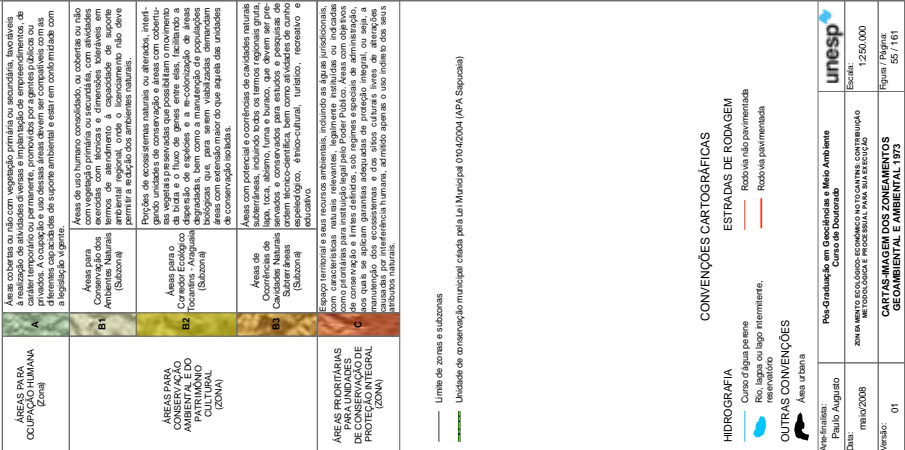 ÁREAS PARA
OCUPAÇÃO HUMANA
(Zona)
A
Áreas cobertas ou não com vegetação primária ou secundária, favoráveis
à realização de atividades diversas e implantação de empreendimentos, de
caráter temporário ou permanente, promovidos por agentes públicos ou
privados. A ocupação e uso dessas áreas devem ser compatíveis com as
diferentes capacidades de suporte ambiental e estar em conformidade com
a legislação vigente.
ÁREAS PARA
CONSERVAÇÃO
AMBIENTAL E DO
PATRIMÔNIO
CULTURAL
(ZONA)
B1
Áreas para
Conservação dos
Ambientes Naturais
(Subzona)
Áreas de uso humano consolidado, ou cobertas ou não
com vegetação primária ou secundária, com atividades
exercidas com técnicas e dimensões toleráveis em
termos de atendimento à capacidade de suporte
ambiental regional, onde o licenciamento não deve
permitir a redução dos ambientes naturais.
B2
Áreas para o
Corredor Ecológico
Tocantins - Araguaia
(Subzona)
Porções de ecossistemas naturais ou alterados, interli-
gando unidades de conservação e áreas com cobertu-
ras vegetais preservadas que possibilitam o movimento
da biota e o fluxo de genes entre elas, facilitando a
dispersão de espécies e a re-colonização de áreas
degradadas, bem como a manutenção de populações
biológicas que para serem viabilizadas demandam
áreas com extensão maior do que aquela das unidades
de conservação isoladas.
B3
Áreas de
Ocorrências de
Cavidades Naturais
Subterrâneas
(Subzona)
Áreas com potencial e ocorrências de cavidades naturais
subterrâneas, incluindo todos os termos regionais gruta,
lapa, toca, abismo, furna e buraco, que devem ser pre-
servados e conservados para estudos e pesquisas de
ordem técnico-científica, bem como atividades de cunho
espeleológico, étnico-cultural, turístico, recreativo e
educativo.
ÁREAS PRIORITÁRIAS
PARA UNIDADES
DE CONSERVAÇÃO DE
PROTEÇÃO INTEGRAL
(ZONA)
C
Espaço territorial e seus recursos ambientais, incluindo as águas jurisdicionais,
com características naturais relevantes, legalmente instituídas ou indicadas
como prioritárias para instituição legal pelo Poder Público. Áreas com objetivos
de conservação e limites definidos, sob regimes especiais de administração,
aos quais se aplicam garantias adequadas de proteção integral, ou seja, a
manutenção dos ecossistemas e dos sítios culturais livres de alterações
causadas por interferência humana, admitido apenas o uso indireto dos seus
atributos naturais.
Limite de zonas e subzonas
Unidade de conservação municipal criada pela Lei Municipal 010/2004 (APA Sapucaia)
CONVENÇÕES CARTOGRÁFICAS
HIDROGRAFIA
Curso d'água perene
Rio, lagoa ou lago intermitente,
reservatório
OUTRAS CONVENÇÕES
Área urbana
ESTRADAS DE RODAGEM
Rodovia não pavimentada
Rodovia pavimentada
Arte-finalista:
Paulo Augusto
Pós-Graduação em Geociências e Meio Ambiente
Curso de Doutorado
unesp
Data:
maio/2008
ZONEAMENTO ECOLÓGICO-ECONÔMICO NO TOCANTINS: CONTRIBUIÇÃO
METODOLÓGICA E PROCESSUAL PARA SUA EXECUÇÃO
Escala:
1:250.000
Versão:
01
CARTAS-IMAGEM DOS ZONEAMENTOS
GEOAMBIENTAL E AMBIENTAL 1973
Figura / Página:
55 / 161